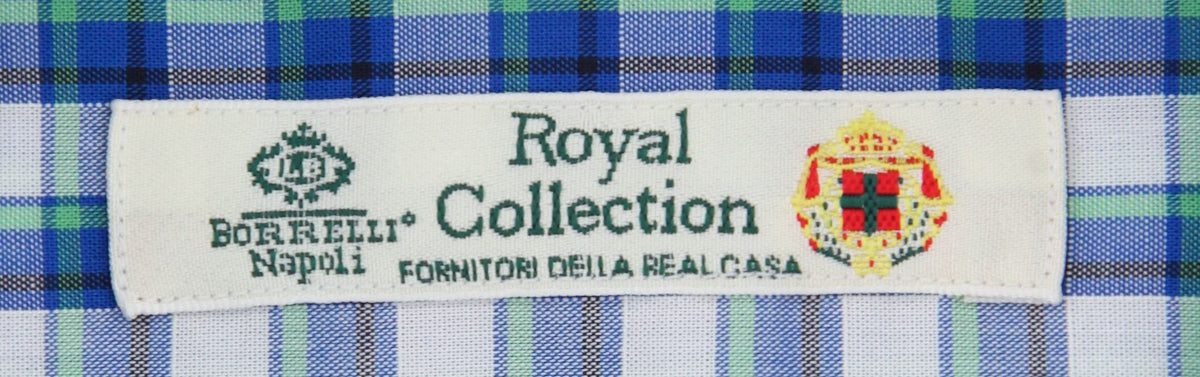 LB
BORRELLI
Napoli
Royal
Collection
FORNITORI DELLA REAL CASA